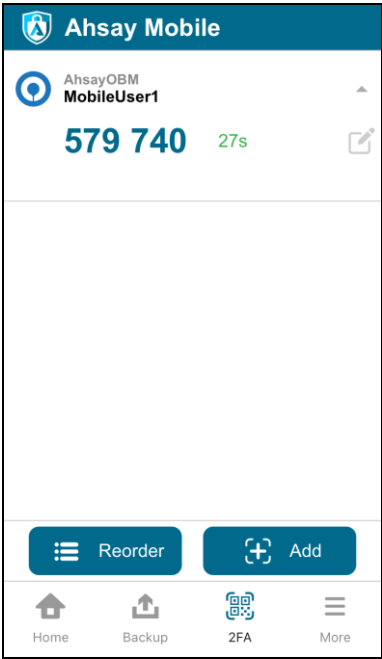 Ahsay Mobile
AhsayOBM
MobileUser1
579 740 27s
Reorder Add
Home Backup 2FA More